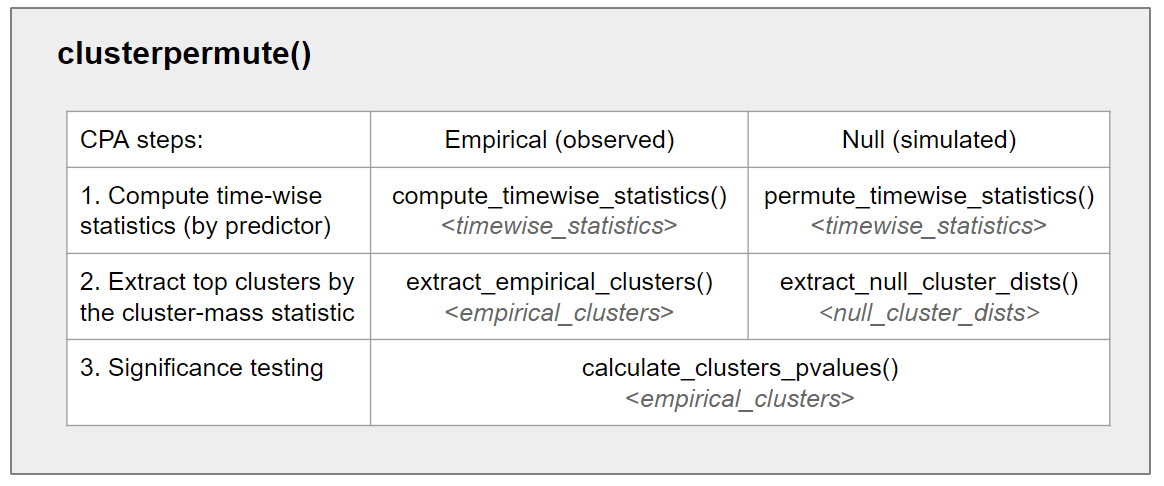 clusterpermute()
CPA steps:
Empirical (observed)
Null (simulated)
1. Compute time-wise
statistics (by predictor)
compute_timewise_statistics()
<timewise_statistics>
permute_timewise_statistics()
<timewise_statistics>
2. Extract top clusters by
the cluster-mass statistic
extract_empirical_clusters()
<empirical_clusters>
extract_null_cluster_dists()
<null_cluster_dists>
3. Significance testing
calculate_clusters_pvalues()
<empirical_clusters>